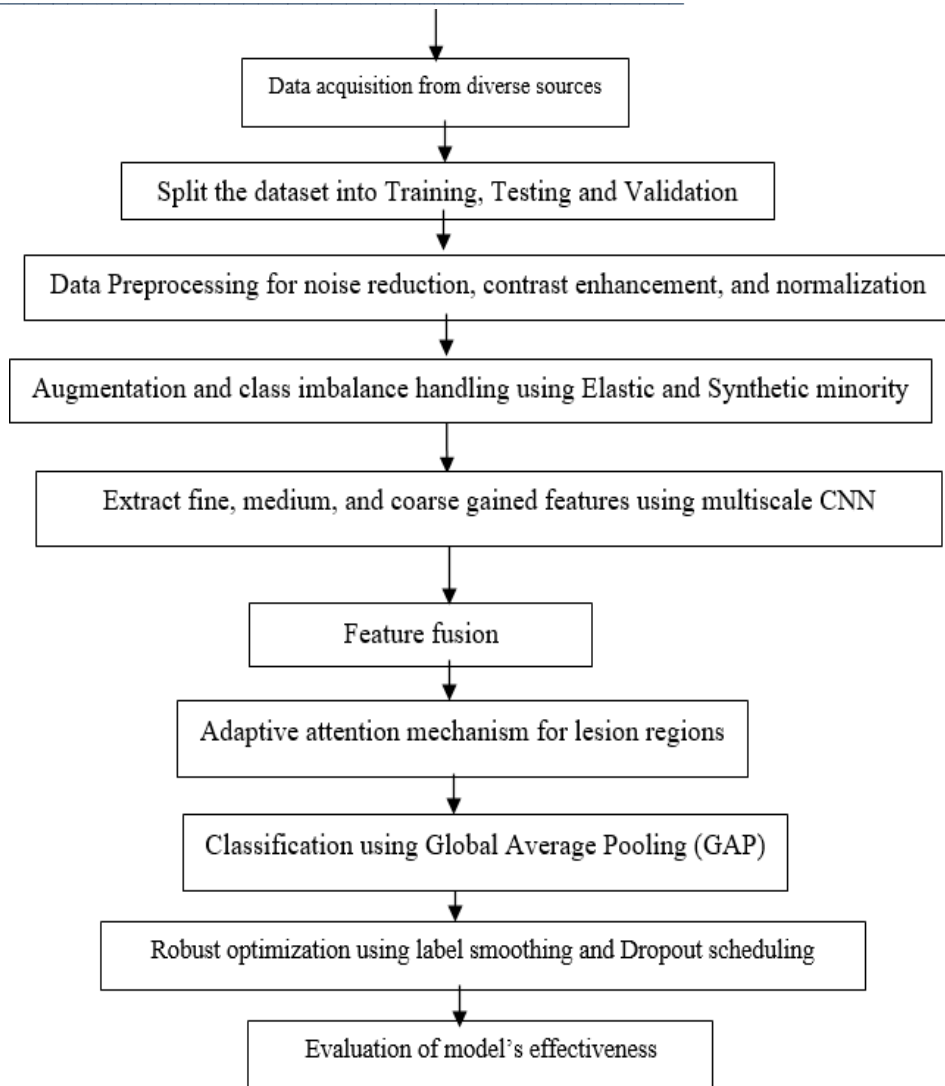 Data acquisition from diverse sources
Split the dataset into Training, Testing and Validation
Data Preprocessing for noise reduction, contrast enhancement, and normalization
Augmentation and class imbalance handling using Elastic and Synthetic minority
Extract fine, medium, and coarse gained features using multiscale CNN
Feature fusion
Adaptive attention mechanism for lesion regions
Classification using Global Average Pooling (GAP)
Robust optimization using label smoothing and Dropout scheduling
Evaluation of model’s effectiveness